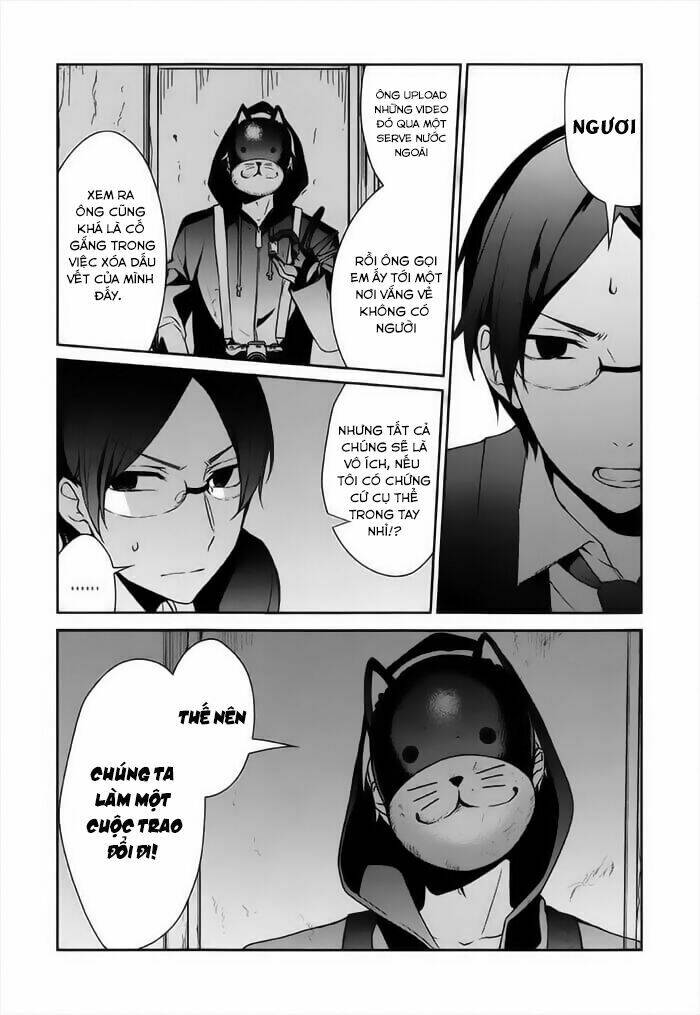 NGƯƠI
ÔNG UPLOAD
NHỮNG VIDEO
ĐÓ QUA MỘT
SERVE NƯỚC
NGOÀI
RỒI ÔNG GỌI
EM ẤY TỚI MỘT
NƠI VẮNG VẺ
KHÔNG CÓ
NGƯỜI
XEM RA
ÔNG CŨNG
KHÁ LÀ CỐ
GẮNG TRONG
VIỆC XÓA DẤU
VẾT CỦA MÌNH
ĐẤY.
NHƯNG TẤT CẢ
CHÚNG SẼ LÀ
VÔ ÍCH, NẾU
TÔI CÓ CHỨNG
CỨ CỤ THỂ
TRONG TAY
NHỈ!?
......
THẾ NÊN
CHÚNG TA
LÀM MỘT
CUỘC TRAO
ĐỔI ĐI!